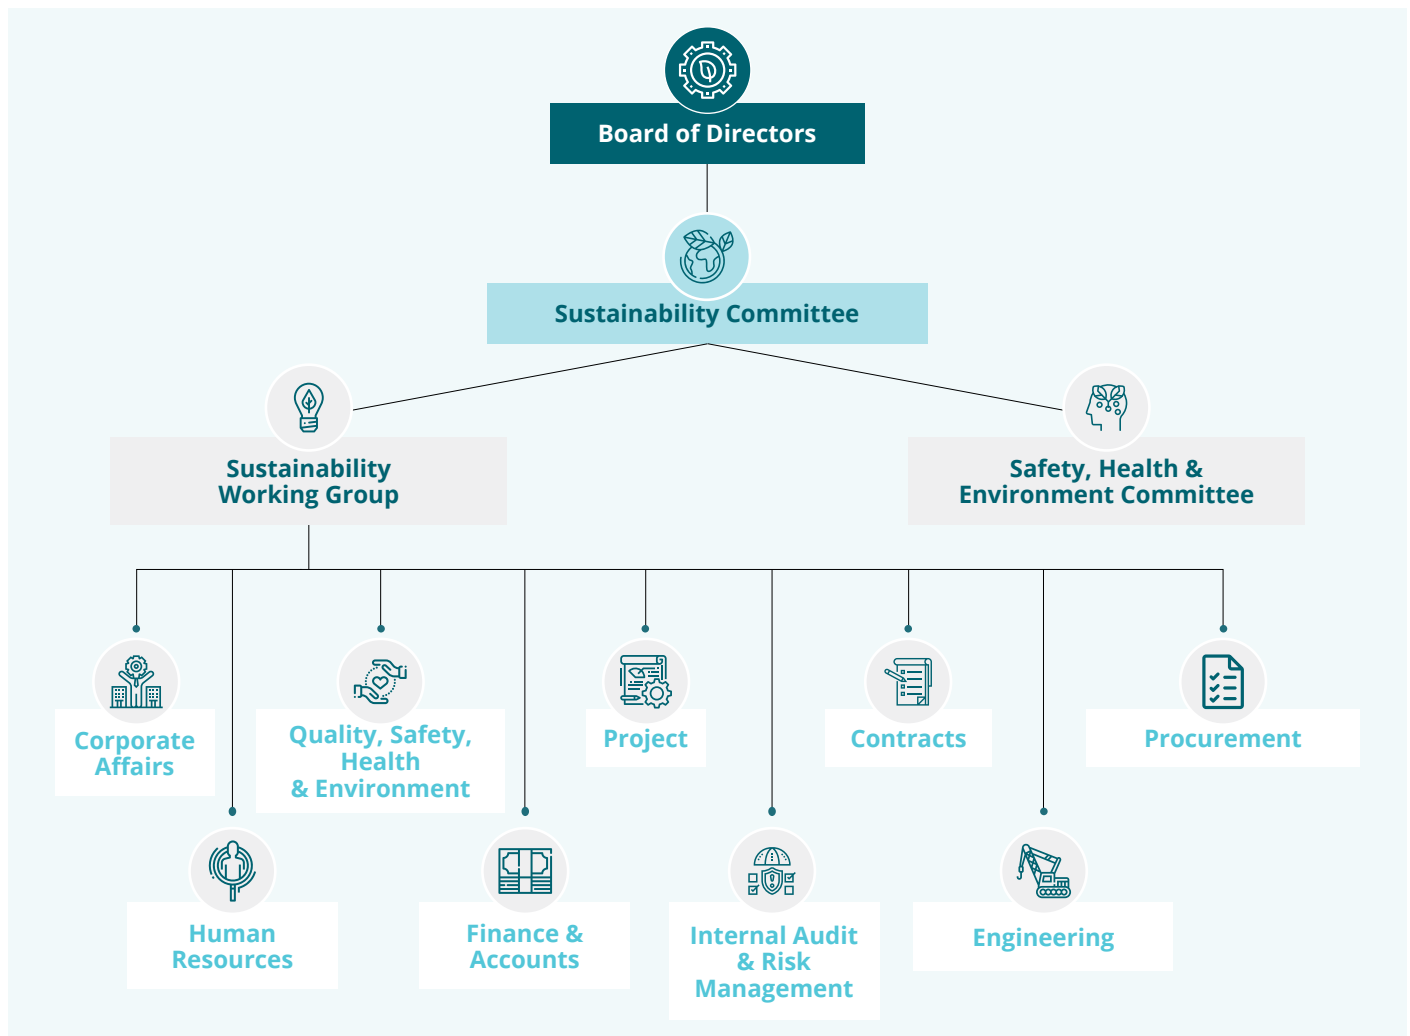 Board of Directors
Sustainability Committee
Sustainability
Working Group
Safety, Health &
Environment Committee
Corporate
Affairs
Quality, Safety,
Health
& Environment
Project
Contracts
Procurement
Human
Resources
Finance &
Accounts
Internal Audit
& Risk
Management
Engineering